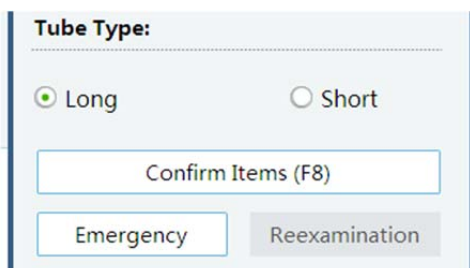 Tube Type:
Long Short
Confirm Items (F8)
Emergency Reexamination